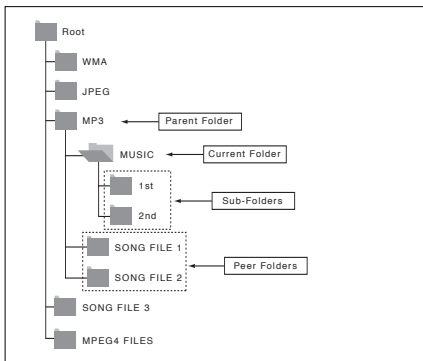 Root
WMA
JPEG
MP3
Parent Folder
MUSIC
Current Folder
1st
Sub-Folders
2nd
SONG FILE 1
Peer Folders
SONG FILE 2
SONG FILE 3
MPEG4 FILES